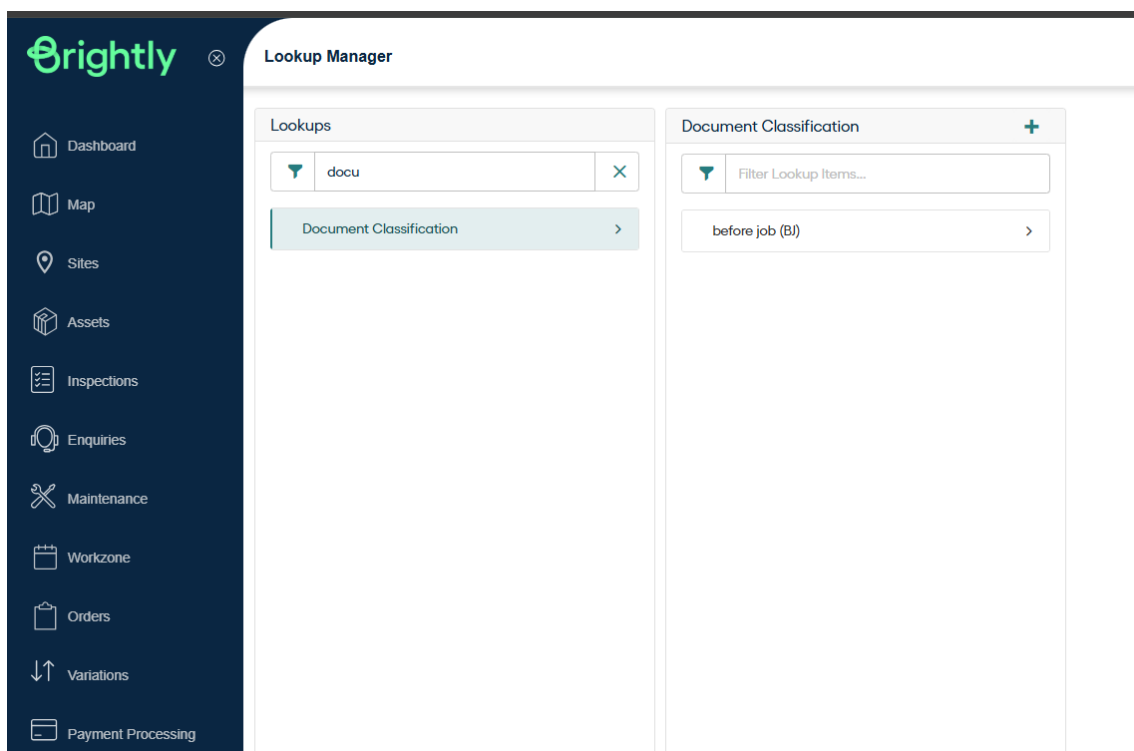 Brightly
Lookup Manager
Lookups
Document Classification
docu
Filter Lookup Items...
Document Classification
before job (BJ)
Dashboard
Map
Sites
Assets
Inspections
Enquiries
Maintenance
Workzone
Orders
Variations
Payment Processing